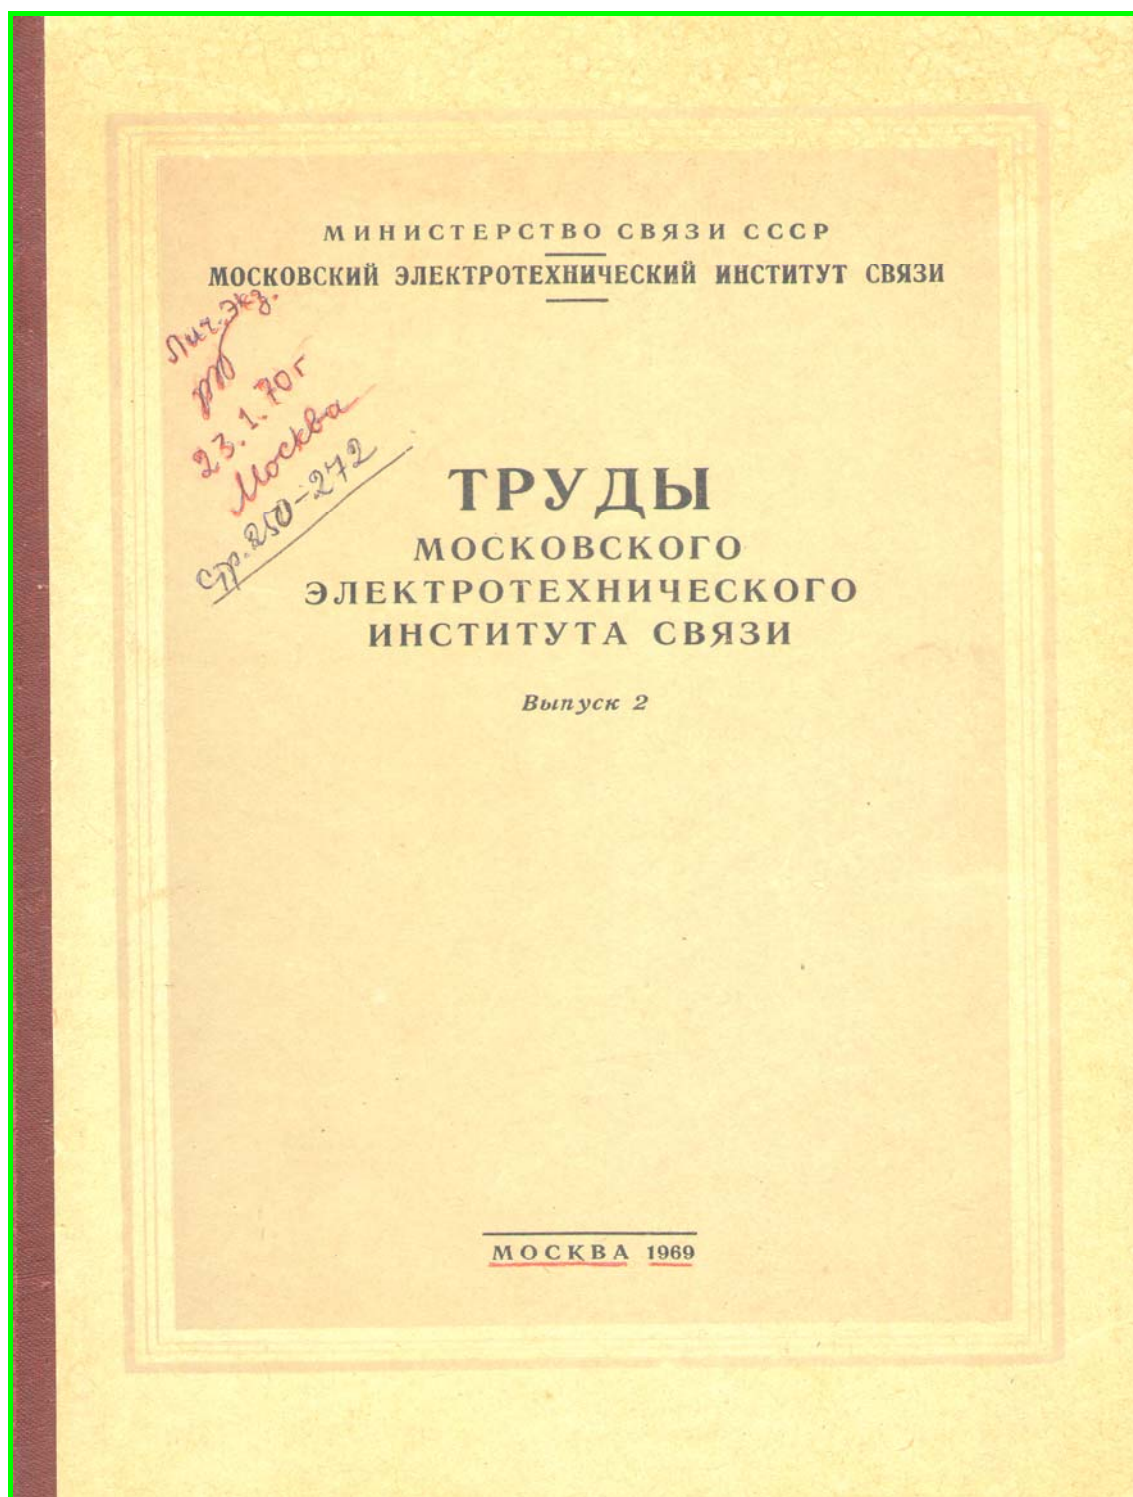 МИНИСТЕРСТВО СВЯЗИ СССР
МОСКОВСКИЙ ЭЛЕКТРОТЕХНИЧЕСКИЙ ИНСТИТУТ СВЯЗИ
Лич. экз.
23.1.70 г
Москва
Стр. 250-272
ТРУДЫ
МОСКОВСКОГО
ЭЛЕКТРОТЕХНИЧЕСКОГО
ИНСТИТУТА СВЯЗИ
Выпуск 2
МОСКВА 1969